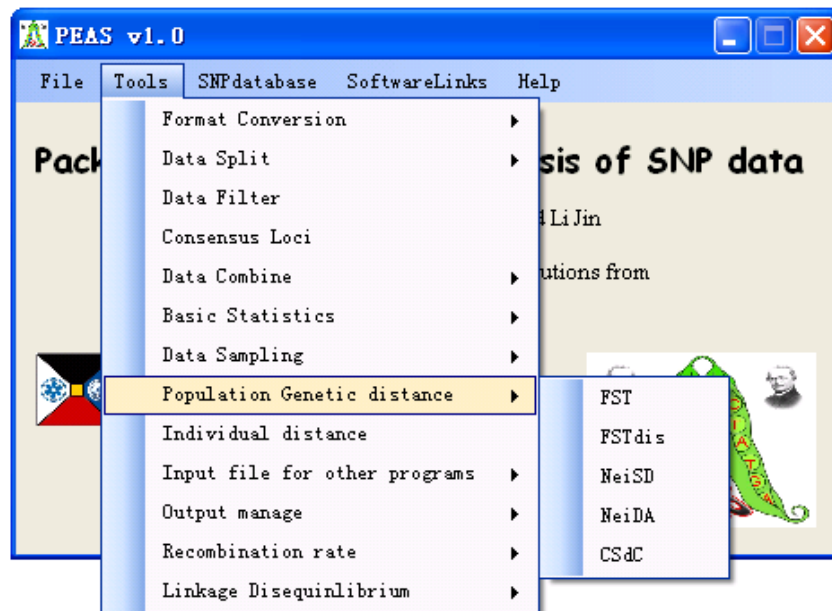 PEAS v1.0
File Tools SNPdatabase SoftwareLinks Help
Format Conversion
Data Split
Data Filter
Consensus Loci
Data Combine
Basic Statistics
Data Sampling
Population Genetic distance
Individual distance
Input file for other programs
Output manage
Recombination rate
Linkage Disequinlibrium
Pack
sis of SNP data
Li Jin
utions from
FST
FSTdis
NeiSD
NeiDA
CSdC